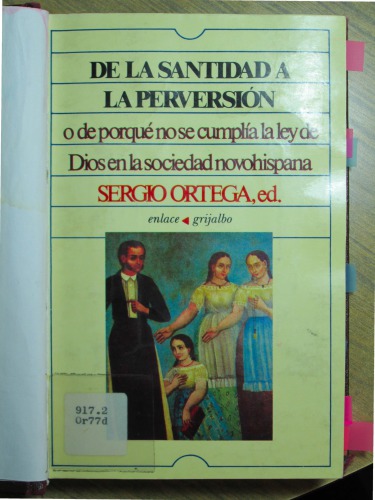 DE LA SANTIDAD A
LA PERVERSIÓN
o de porqué no se cumplía la ley de
Dios en la sociedad novohispana
SERGIO ORTEGA, ed.
enlace grijalbo
917.2
Or77d